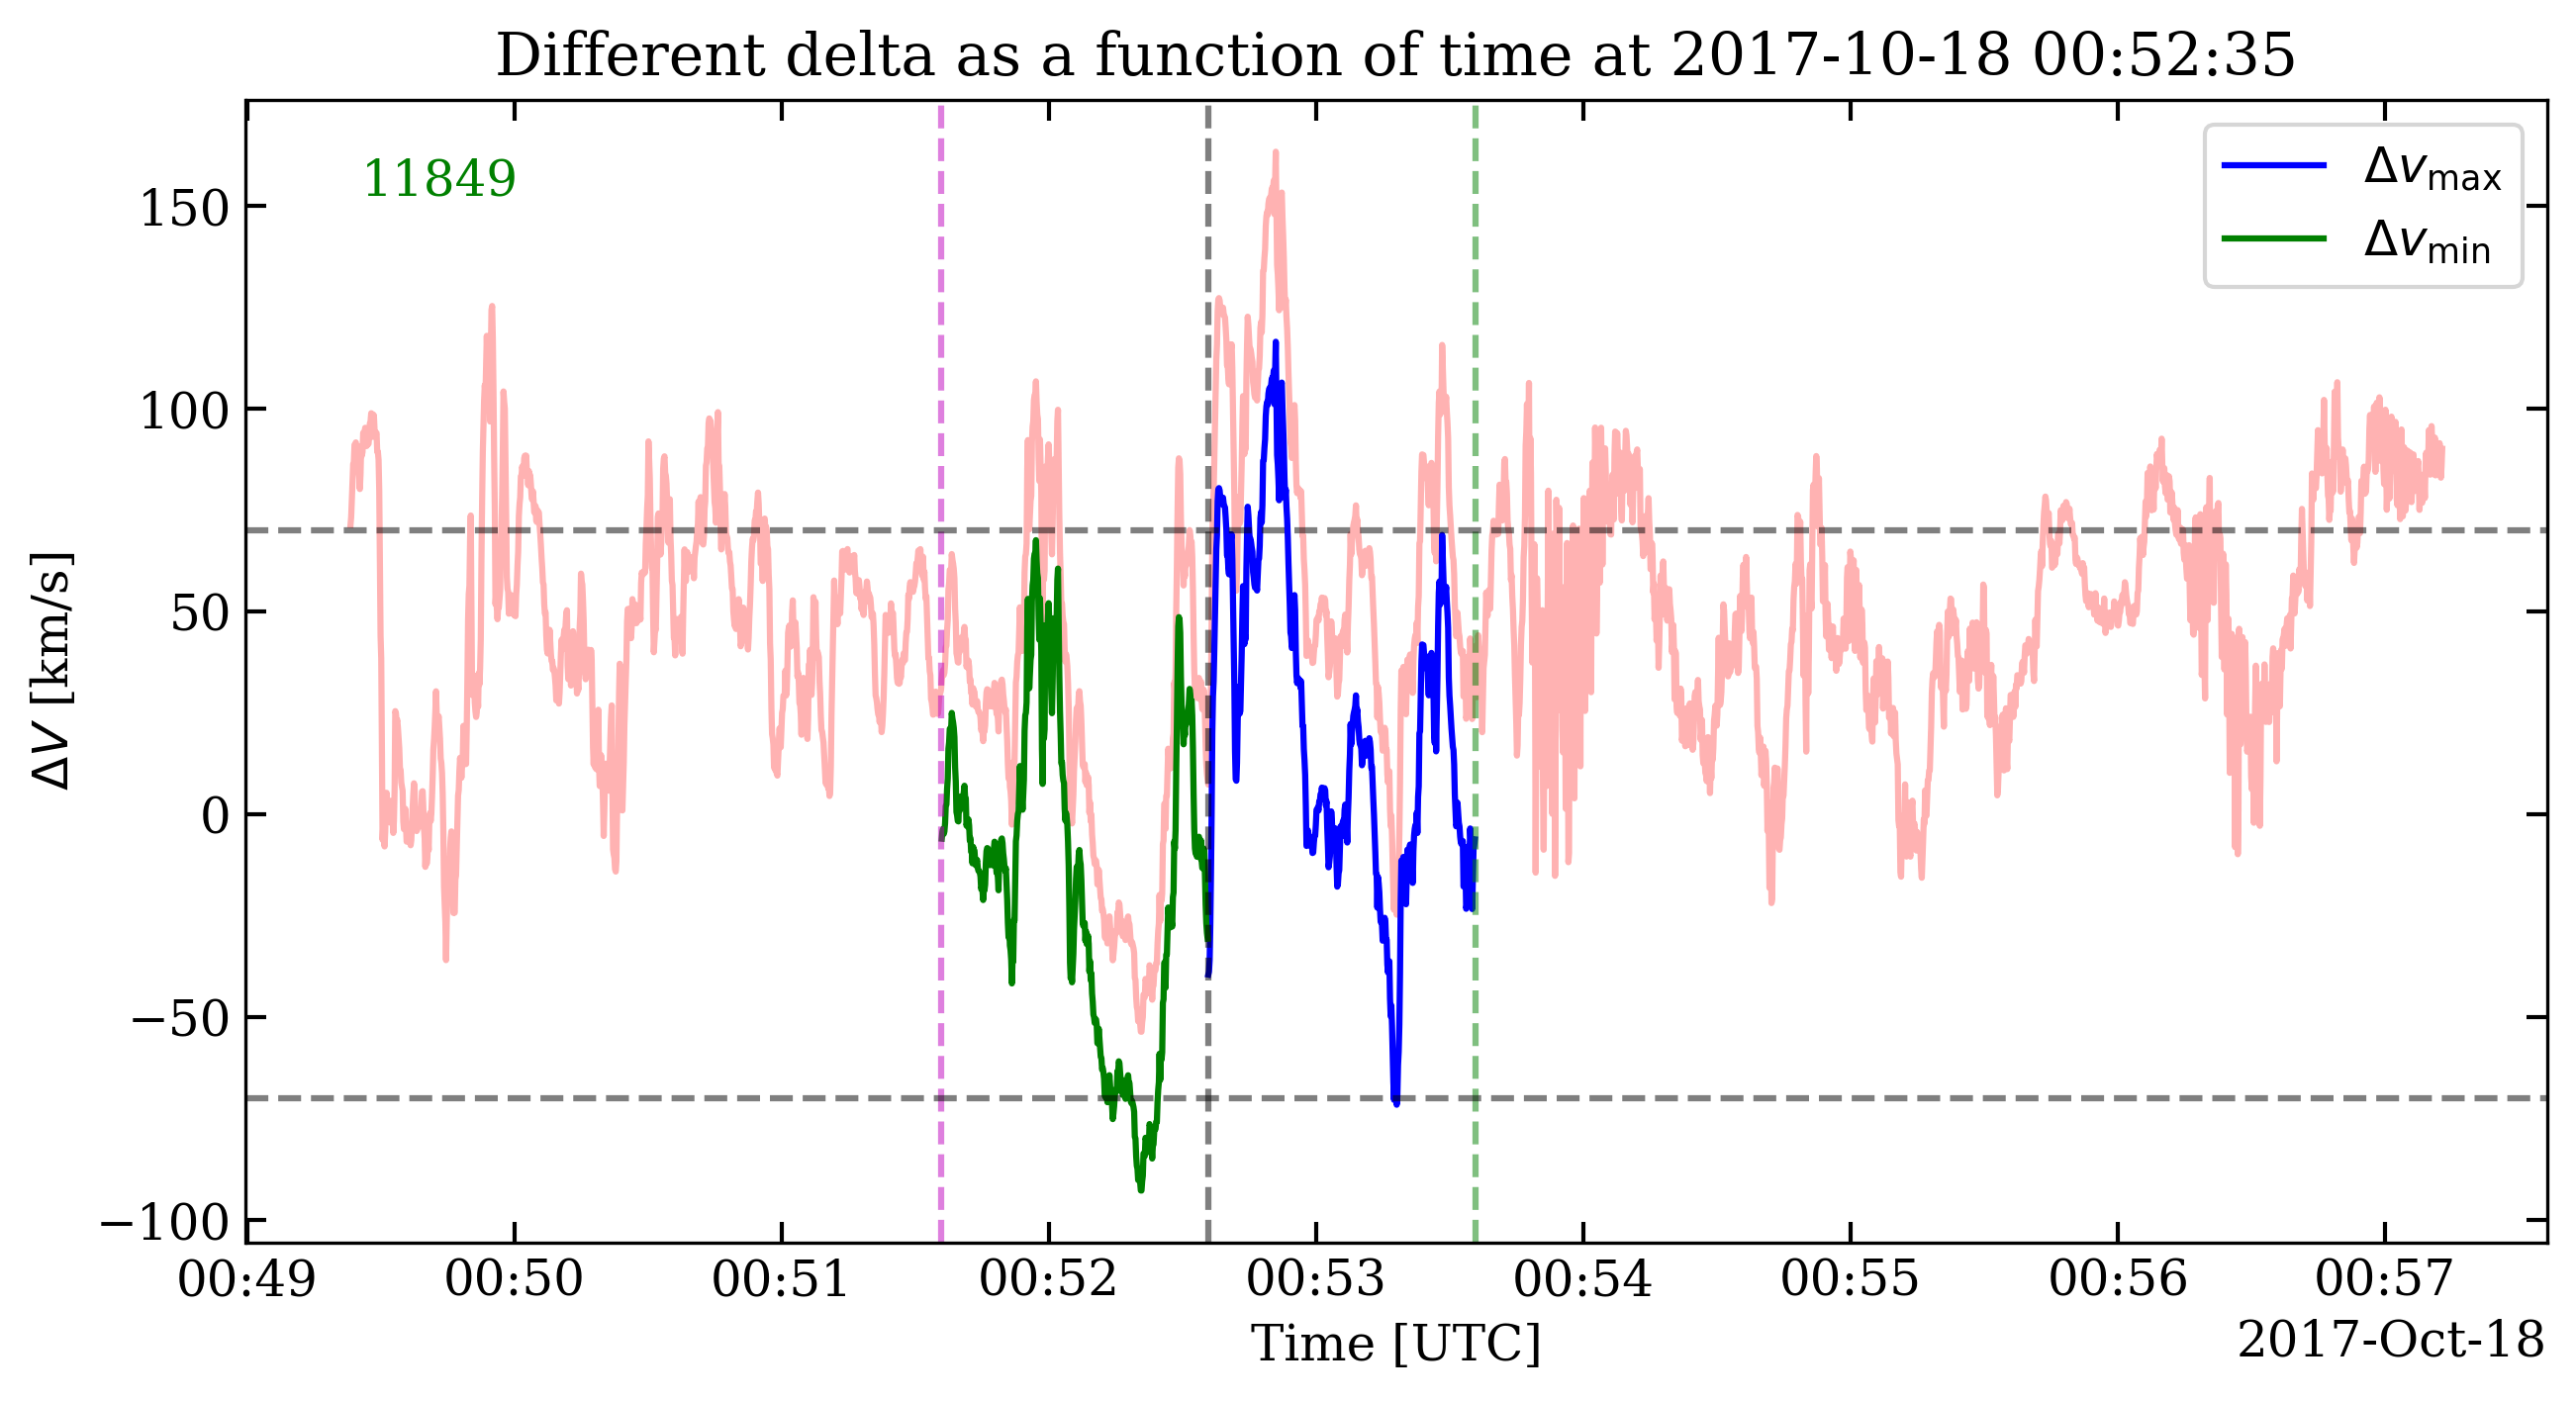 Different delta as a function of time at 2017-10-18 00:52:35
11849
Δv_max
Δv_min
150
100
50
0
−50
−100
ΔV [km/s]
00:49 00:50 00:51 00:52 00:53 00:54 00:55 00:56 00:57
Time [UTC]
2017-Oct-18